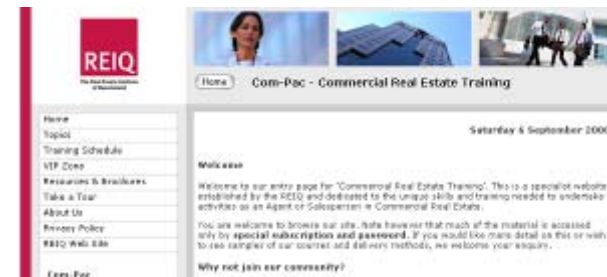 REIQ
The Real Estate Institute
of Queensland
Home
Com-Pac - Commercial Real Estate Training
Home
Topics
Training Schedule
VIP Zone
Resources & Brochures
Take a Tour
About Us
Privacy Policy
REIQ Web Site
Com-Pac
Saturday 6 September
Welcome
Welcome to our entry page for 'Commercial Real Estate Training'. This is a specialist website
established by the REIQ and dedicated to the unique skills and training needed to undertake
activities as an Agent or Salesperson in Commercial Real Estate.
You are welcome to browse our site. Note however that much of the material is accessed
only by special subscription and password. If you would like more detail on this or wish
to see samples of our courses and delivery methods, we welcome your enquiry.
Why not join our community?